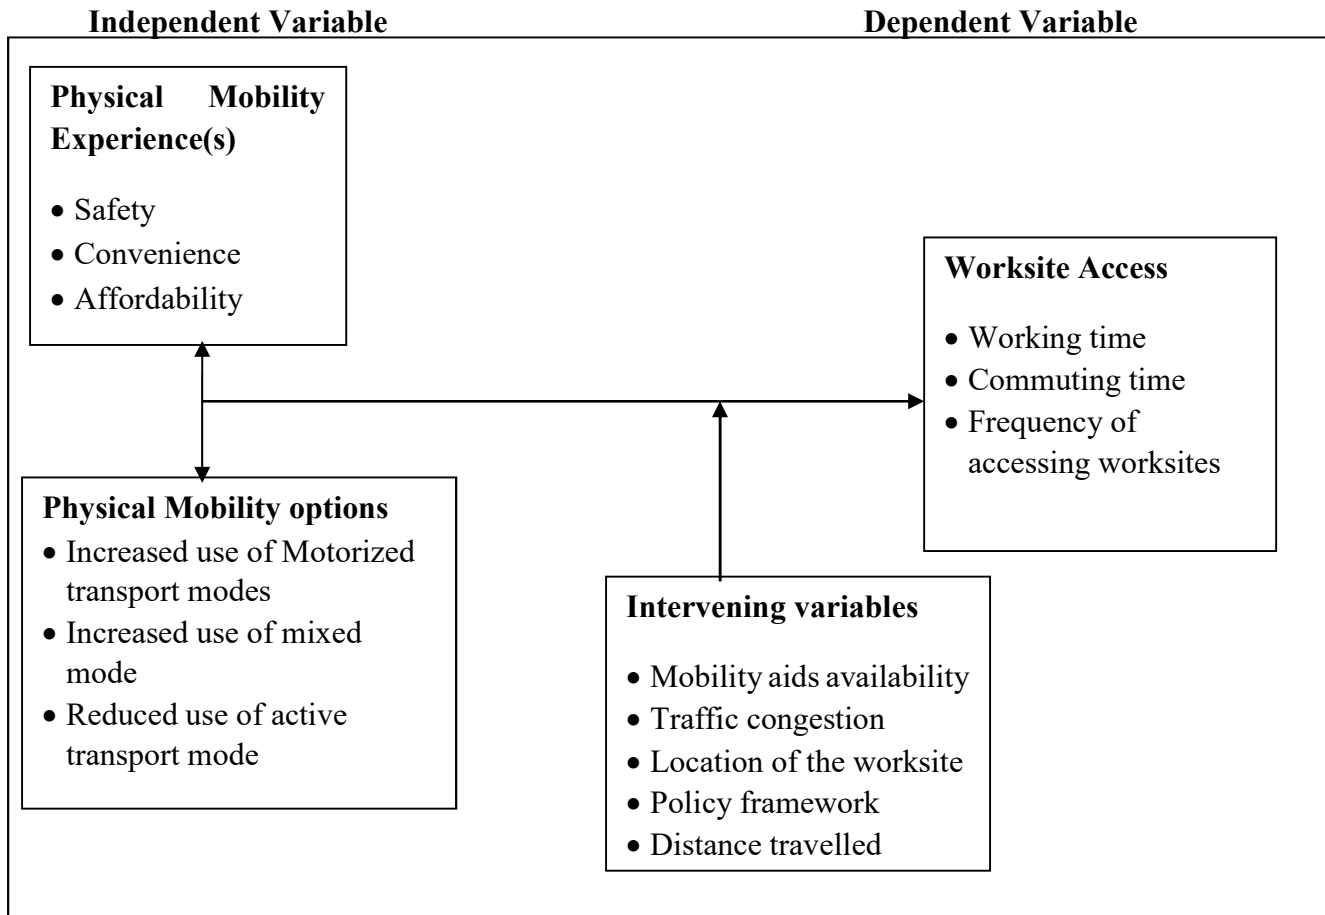 Independent Variable
Dependent Variable
Physical Mobility
Experience(s)
• Safety
• Convenience
• Affordability
Worksite Access
• Working time
• Commuting time
• Frequency of
accessing worksites
Physical Mobility options
• Increased use of Motorized
transport modes
• Increased use of mixed
mode
• Reduced use of active
transport mode
Intervening variables
• Mobility aids availability
• Traffic congestion
• Location of the worksite
• Policy framework
• Distance travelled